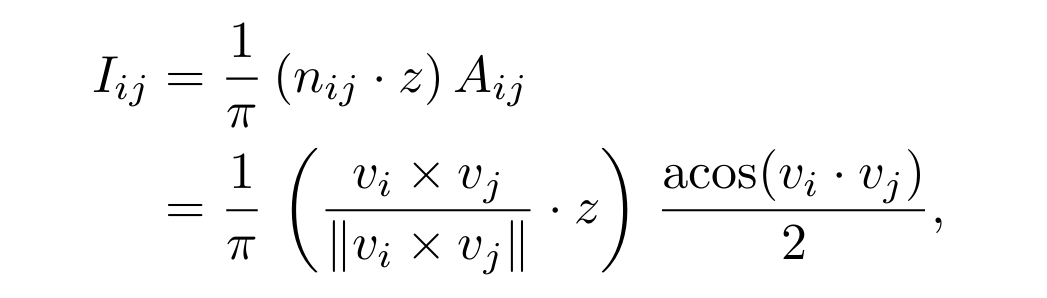 I_{ij} = \frac{1}{\pi} (n_{ij} \cdot z) A_{ij}
= \frac{1}{\pi} \left( \frac{v_i \times v_j}{\|v_i \times v_j\|} \cdot z \right) \frac{\text{acos}(v_i \cdot v_j)}{2},